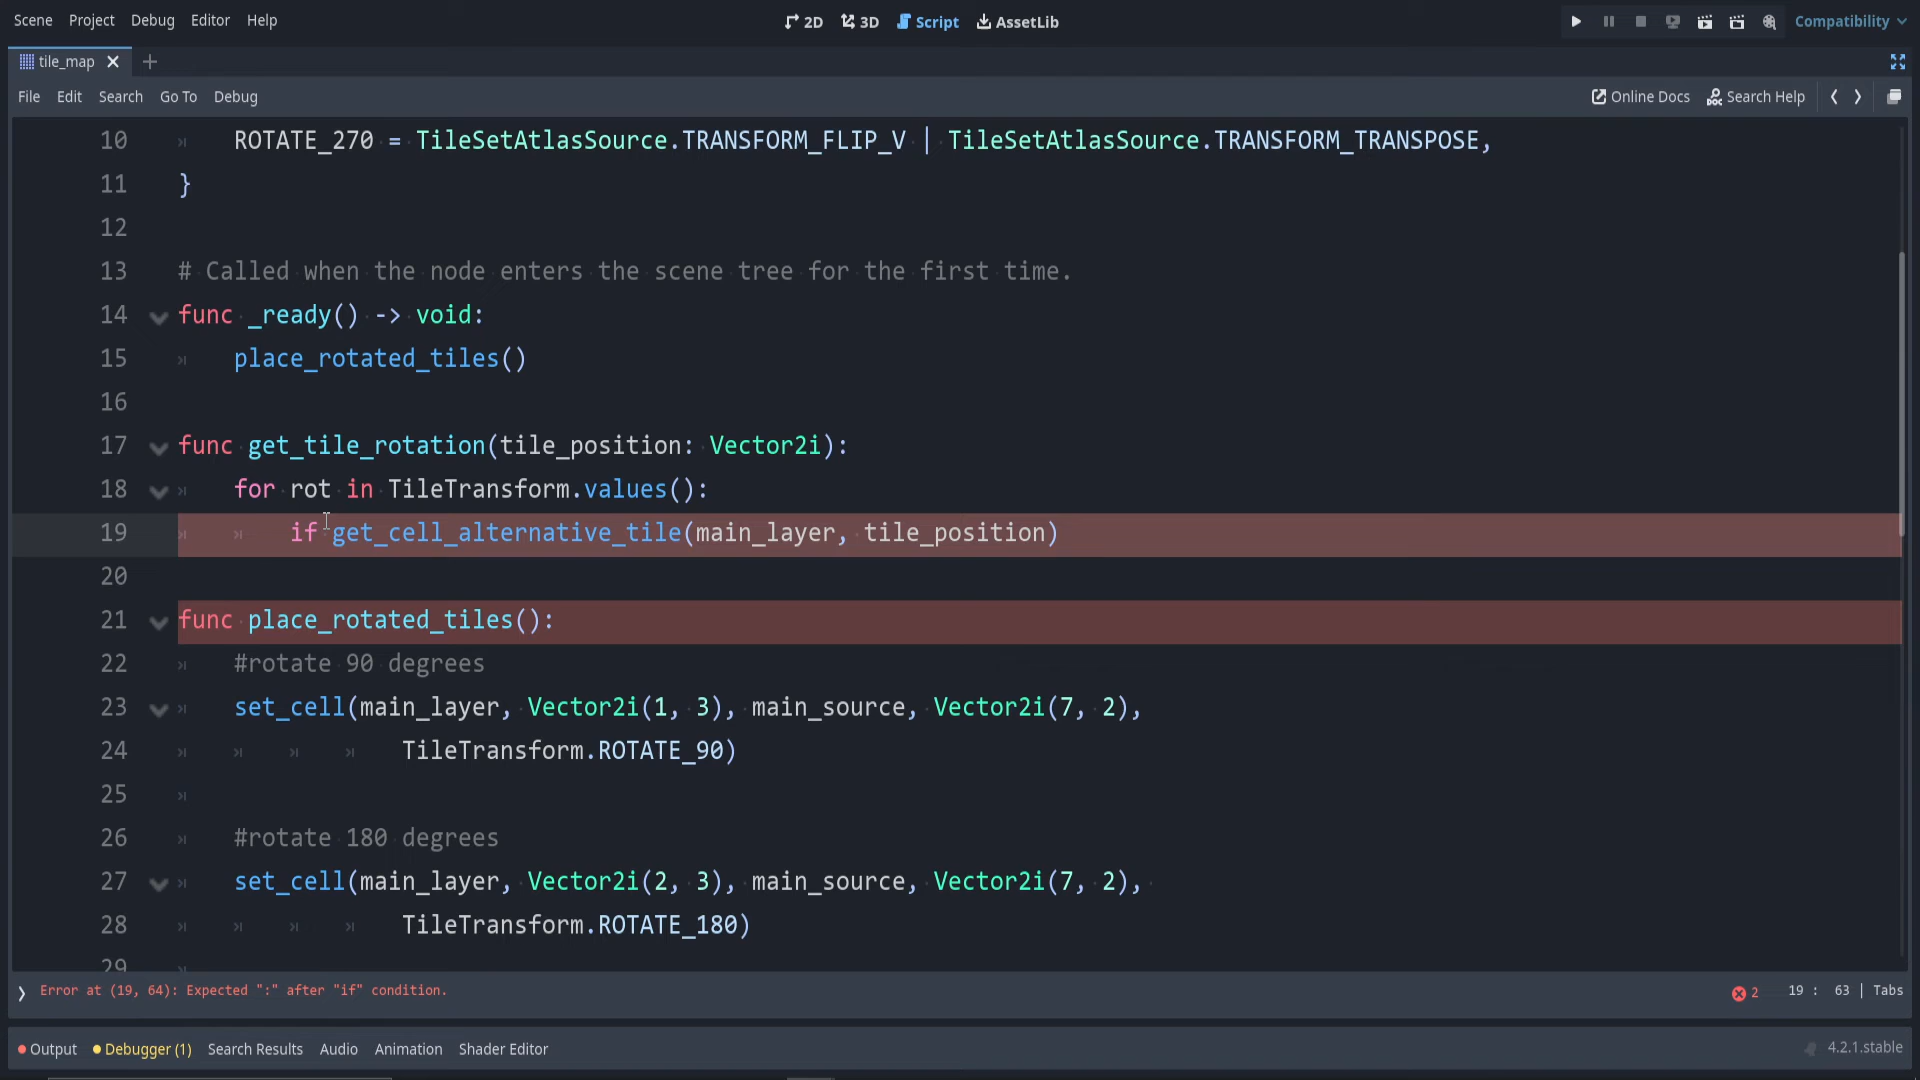 Scene Project Debug Editor Help 2D 3D Script AssetLib Compatibility
tile_map
File Edit Search Go To Debug Online Docs Search Help
10 ROTATE_270 = TileSetAtlasSource.TRANSFORM_FLIP_V | TileSetAtlasSource.TRANSFORM_TRANSPOSE,
11 }
12
13 # Called when the node enters the scene tree for the first time.
14 func _ready() -> void:
15 place_rotated_tiles()
16
17 func get_tile_rotation(tile_position: Vector2i):
18 for rot in TileTransform.values():
19 if get_cell_alternative_tile(main_layer, tile_position)
20
21 func place_rotated_tiles():
22 #rotate 90 degrees
23 set_cell(main_layer, Vector2i(1, 3), main_source, Vector2i(7, 2),
24 TileTransform.ROTATE_90)
25
26 #rotate 180 degrees
27 set_cell(main_layer, Vector2i(2, 3), main_source, Vector2i(7, 2),
28 TileTransform.ROTATE_180)
29
Error at (19, 64): Expected ":" after "if" condition. 2 19 : 63 | Tabs
Output Debugger (1) Search Results Audio Animation Shader Editor 4.2.1.stable